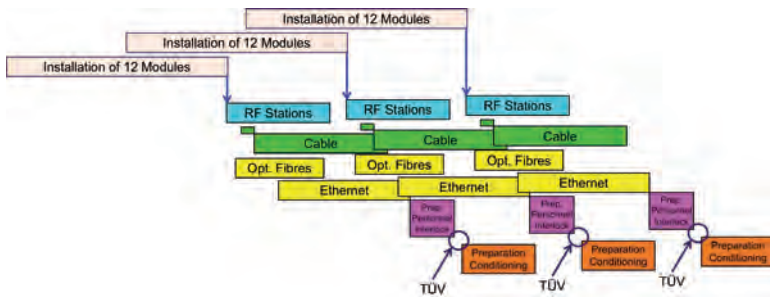 Installation of 12 Modules
Installation of 12 Modules
Installation of 12 Modules
RF Stations
RF Stations
RF Stations
Cable
Cable
Cable
Opt. Fibres
Opt. Fibres
Opt. Fibres
Ethernet
Ethernet
Ethernet
Prep.
Personnel
Interlock
Prep.
Personnel
Interlock
Prep.
Personnel
Interlock
Preparation
Conditioning
Preparation
Conditioning
Preparation
Conditioning
TÜV
TÜV
TÜV